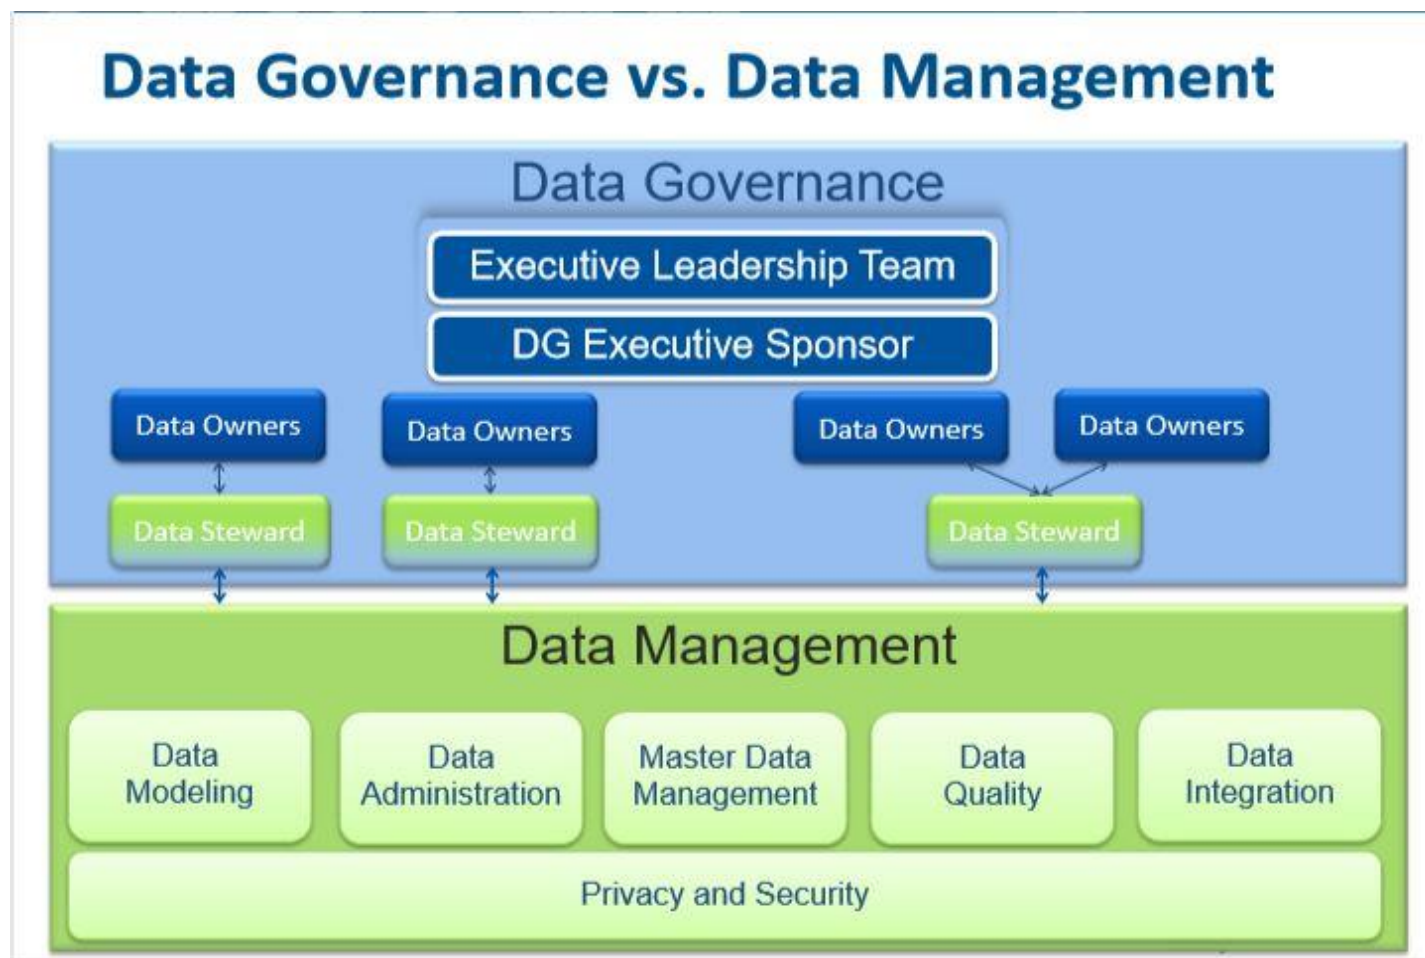 Data Governance vs. Data Management
Data Governance
Executive Leadership Team
DG Executive Sponsor
Data Owners
Data Owners
Data Owners
Data Owners
Data Steward
Data Steward
Data Steward
Data Management
Data
Modeling
Data
Administration
Master Data
Management
Data
Quality
Data
Integration
Privacy and Security